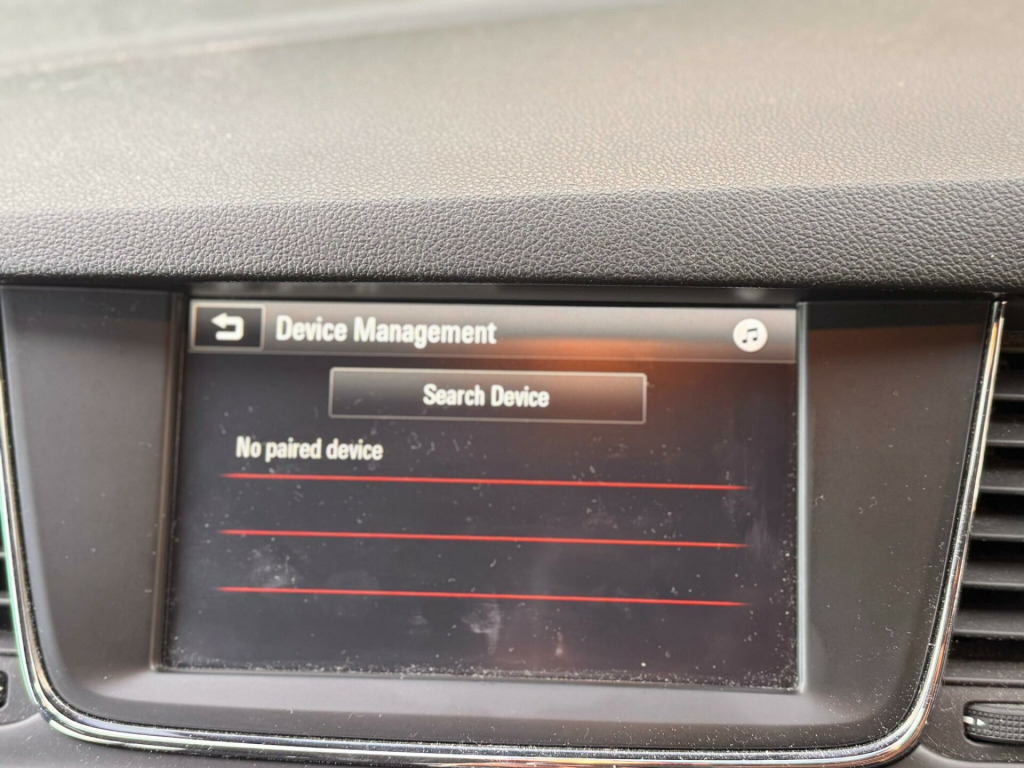 Device Management
Search Device
No paired device